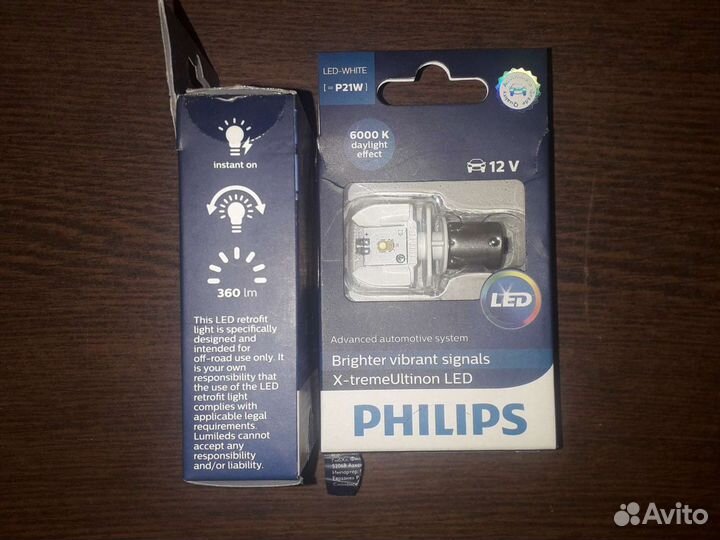 instant on
360 lm
This LED retrofit
light is specifically
designed and
intended for
off-road use only. It
is your own
responsibility that
the use of the LED
retrofit light
complies with
applicable legal
requirements.
Lumileds cannot
accept any
responsibility
and/or liability.
LED-WHITE
[≈ P21W]
6000 K
daylight
effect
12 V
LED
Advanced automotive system
Brighter vibrant signals
X-tremeUltinon LED
PHILIPS
Avito